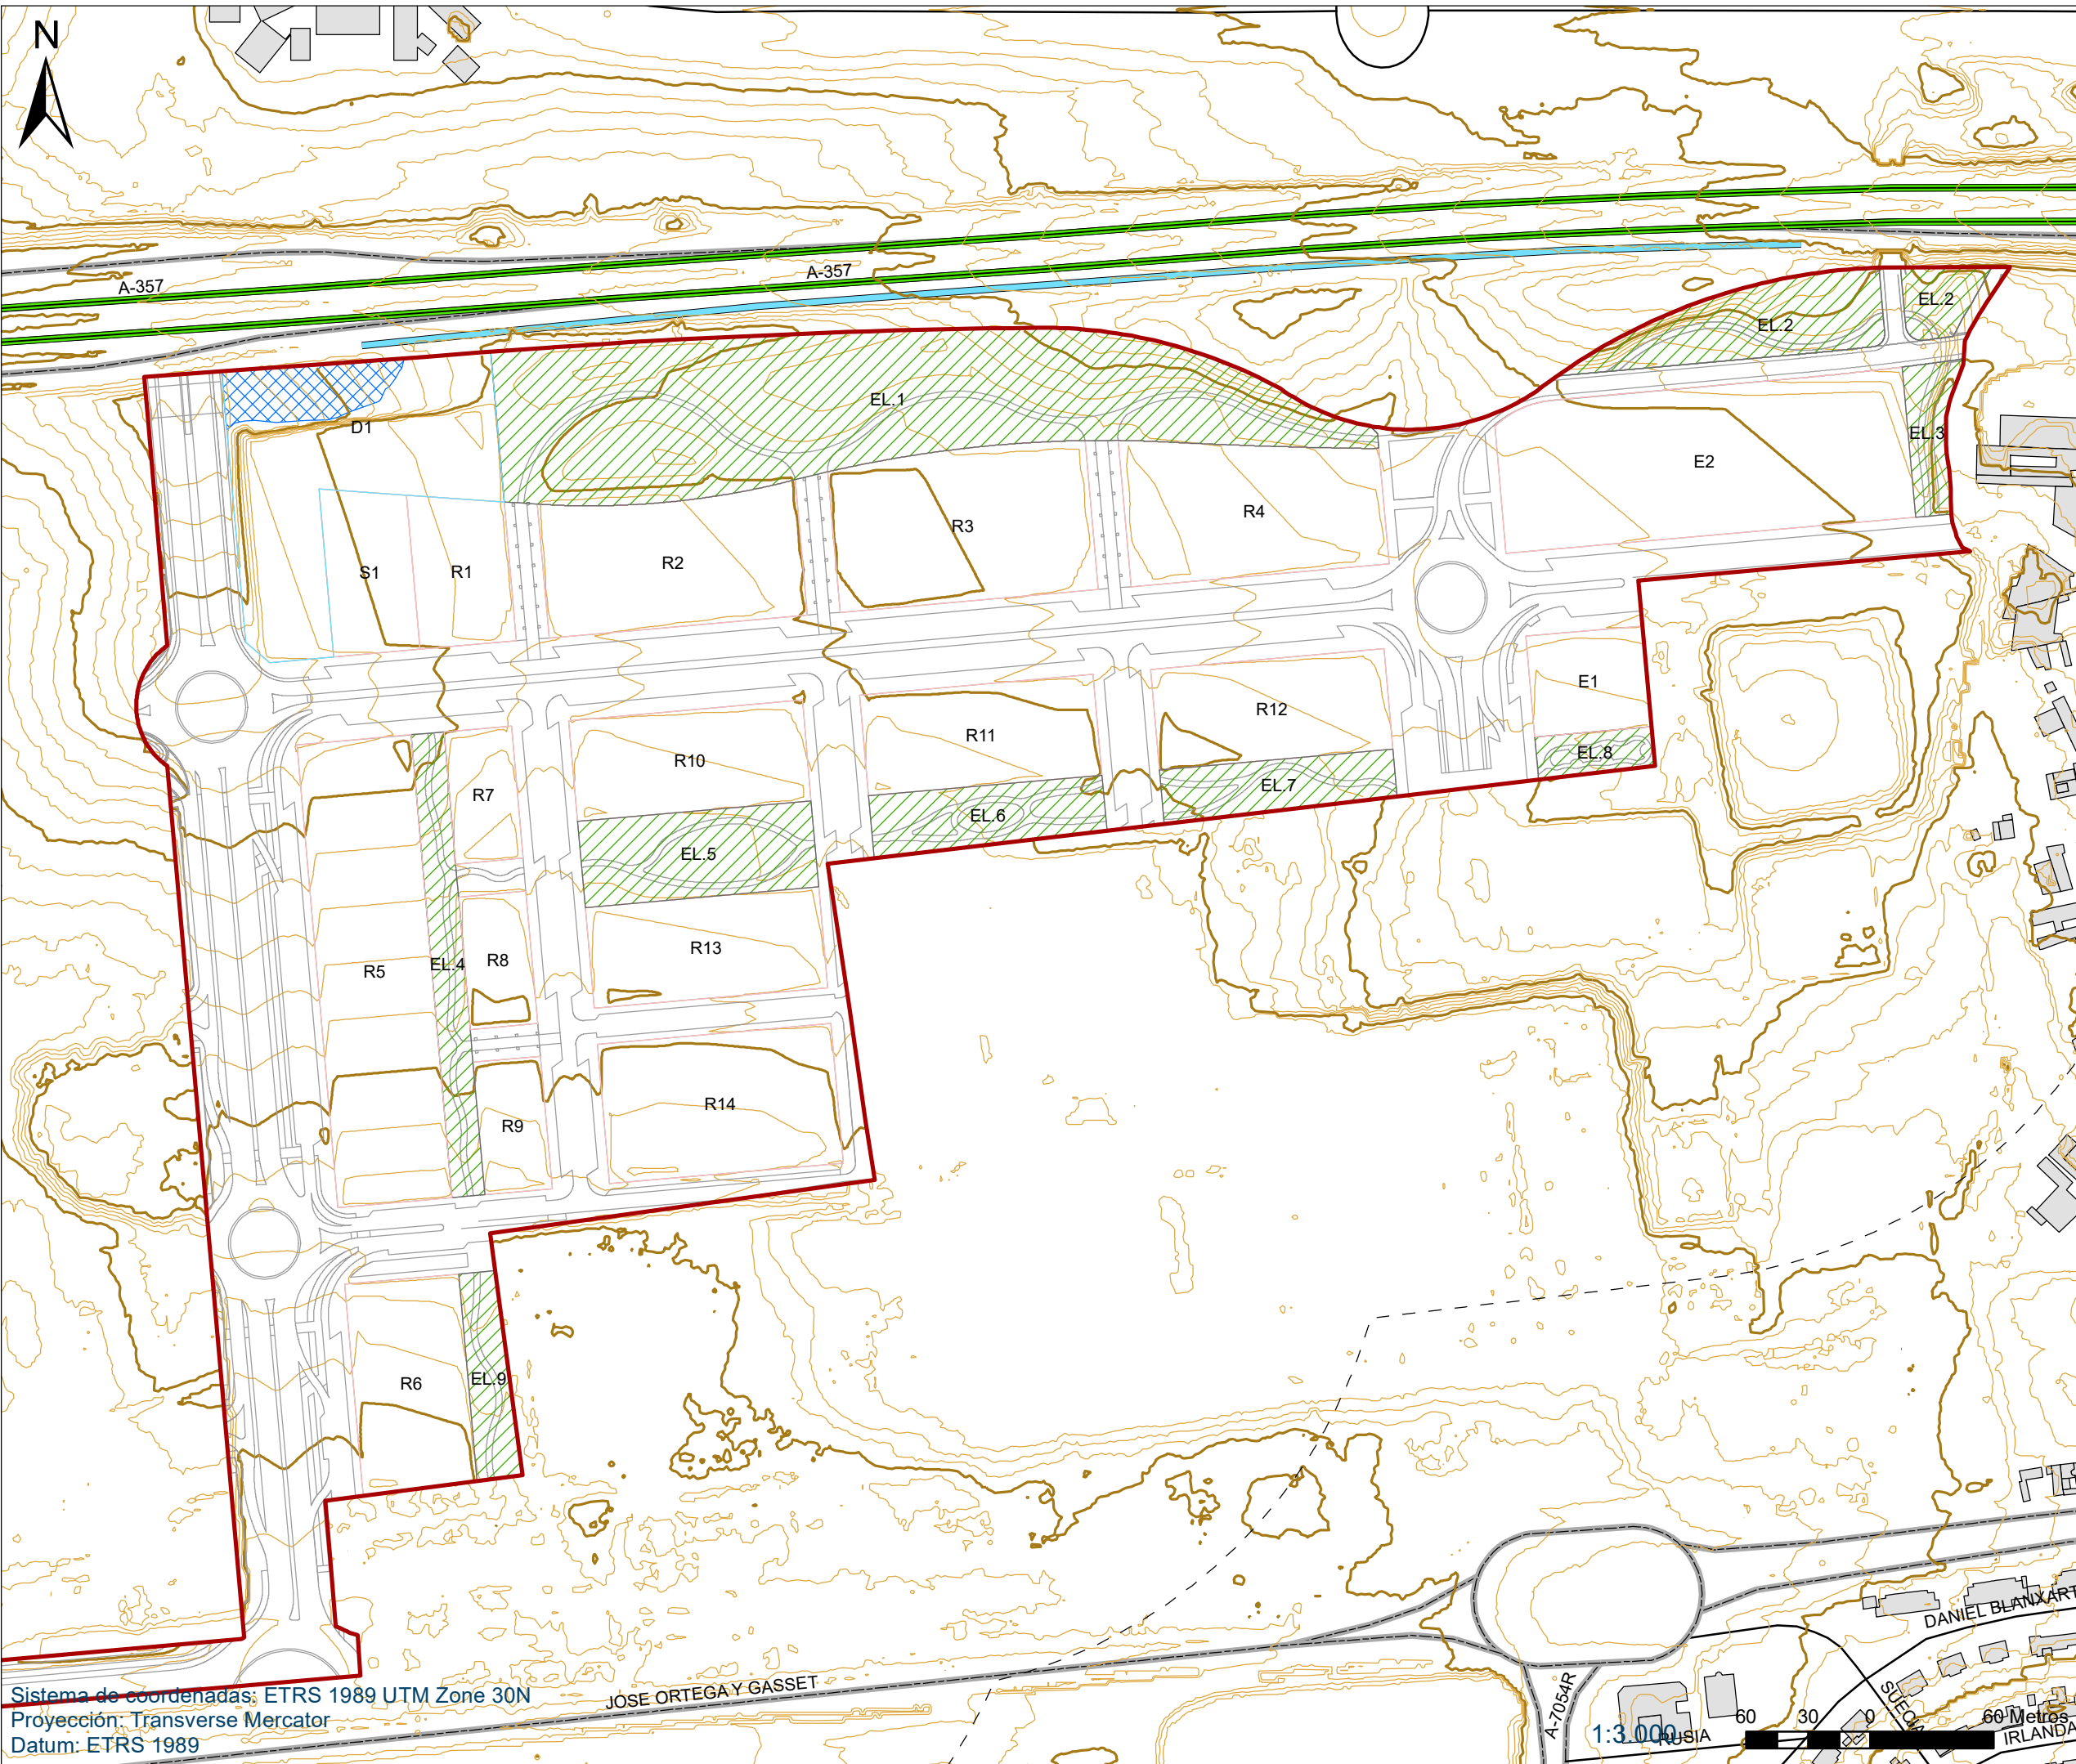 N
A-357
A-357
EL.2
EL.2
EL.1
D1
EL.3
E2
R3
R4
R2
S1
R1
E1
R12
R11
R10
EL.8
EL.7
R7
EL.6
EL.5
R13
R8
EL.4
R5
R14
R9
EL.9
R6
DANIEL BLANXART
JOSE ORTEGA Y GASSET
A-7054R
SUECIA
RUSIA
IRLANDA
1:3.000
60 30 0 60 Metros
Sistema de coordenadas: ETRS 1989 UTM Zone 30N
Proyección: Transverse Mercator
Datum: ETRS 1989